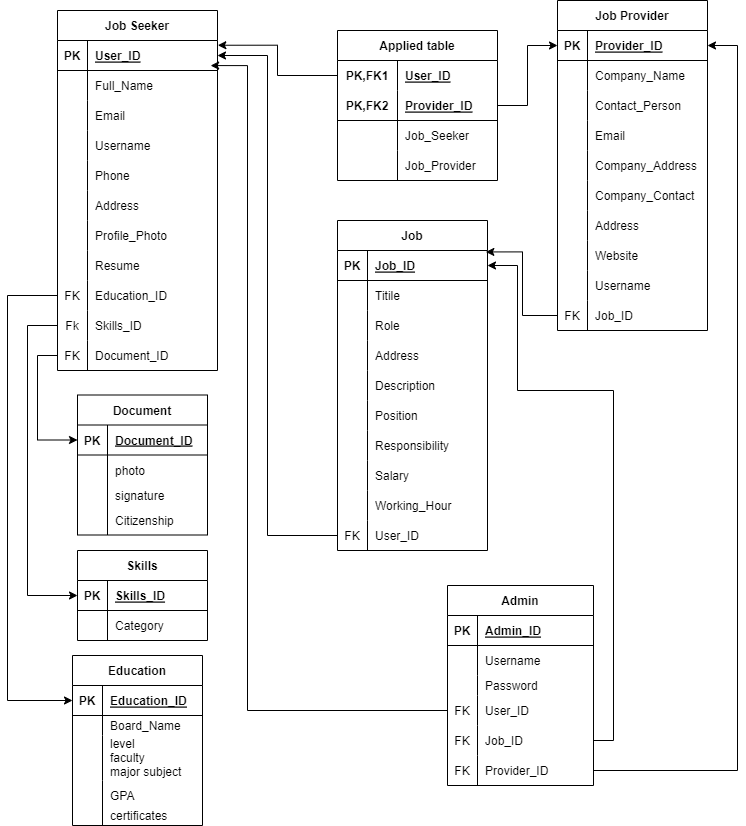 Job Seeker
PK User_ID
Full_Name
Email
Username
Phone
Address
Profile_Photo
Resume
FK Education_ID
Fk Skills_ID
FK Document_ID
Document
PK Document_ID
photo
signature
Citizenship
Skills
PK Skills_ID
Category
Education
PK Education_ID
Board_Name
level
faculty
major subject
GPA
certificates
Applied table
PK,FK1 User_ID
PK,FK2 Provider_ID
Job_Seeker
Job_Provider
Job
PK Job_ID
Titile
Role
Address
Description
Position
Responsibility
Salary
Working_Hour
FK User_ID
Job Provider
PK Provider_ID
Company_Name
Contact_Person
Email
Company_Address
Company_Contact
Address
Website
Username
FK Job_ID
Admin
PK Admin_ID
Username
Password
FK User_ID
FK Job_ID
FK Provider_ID